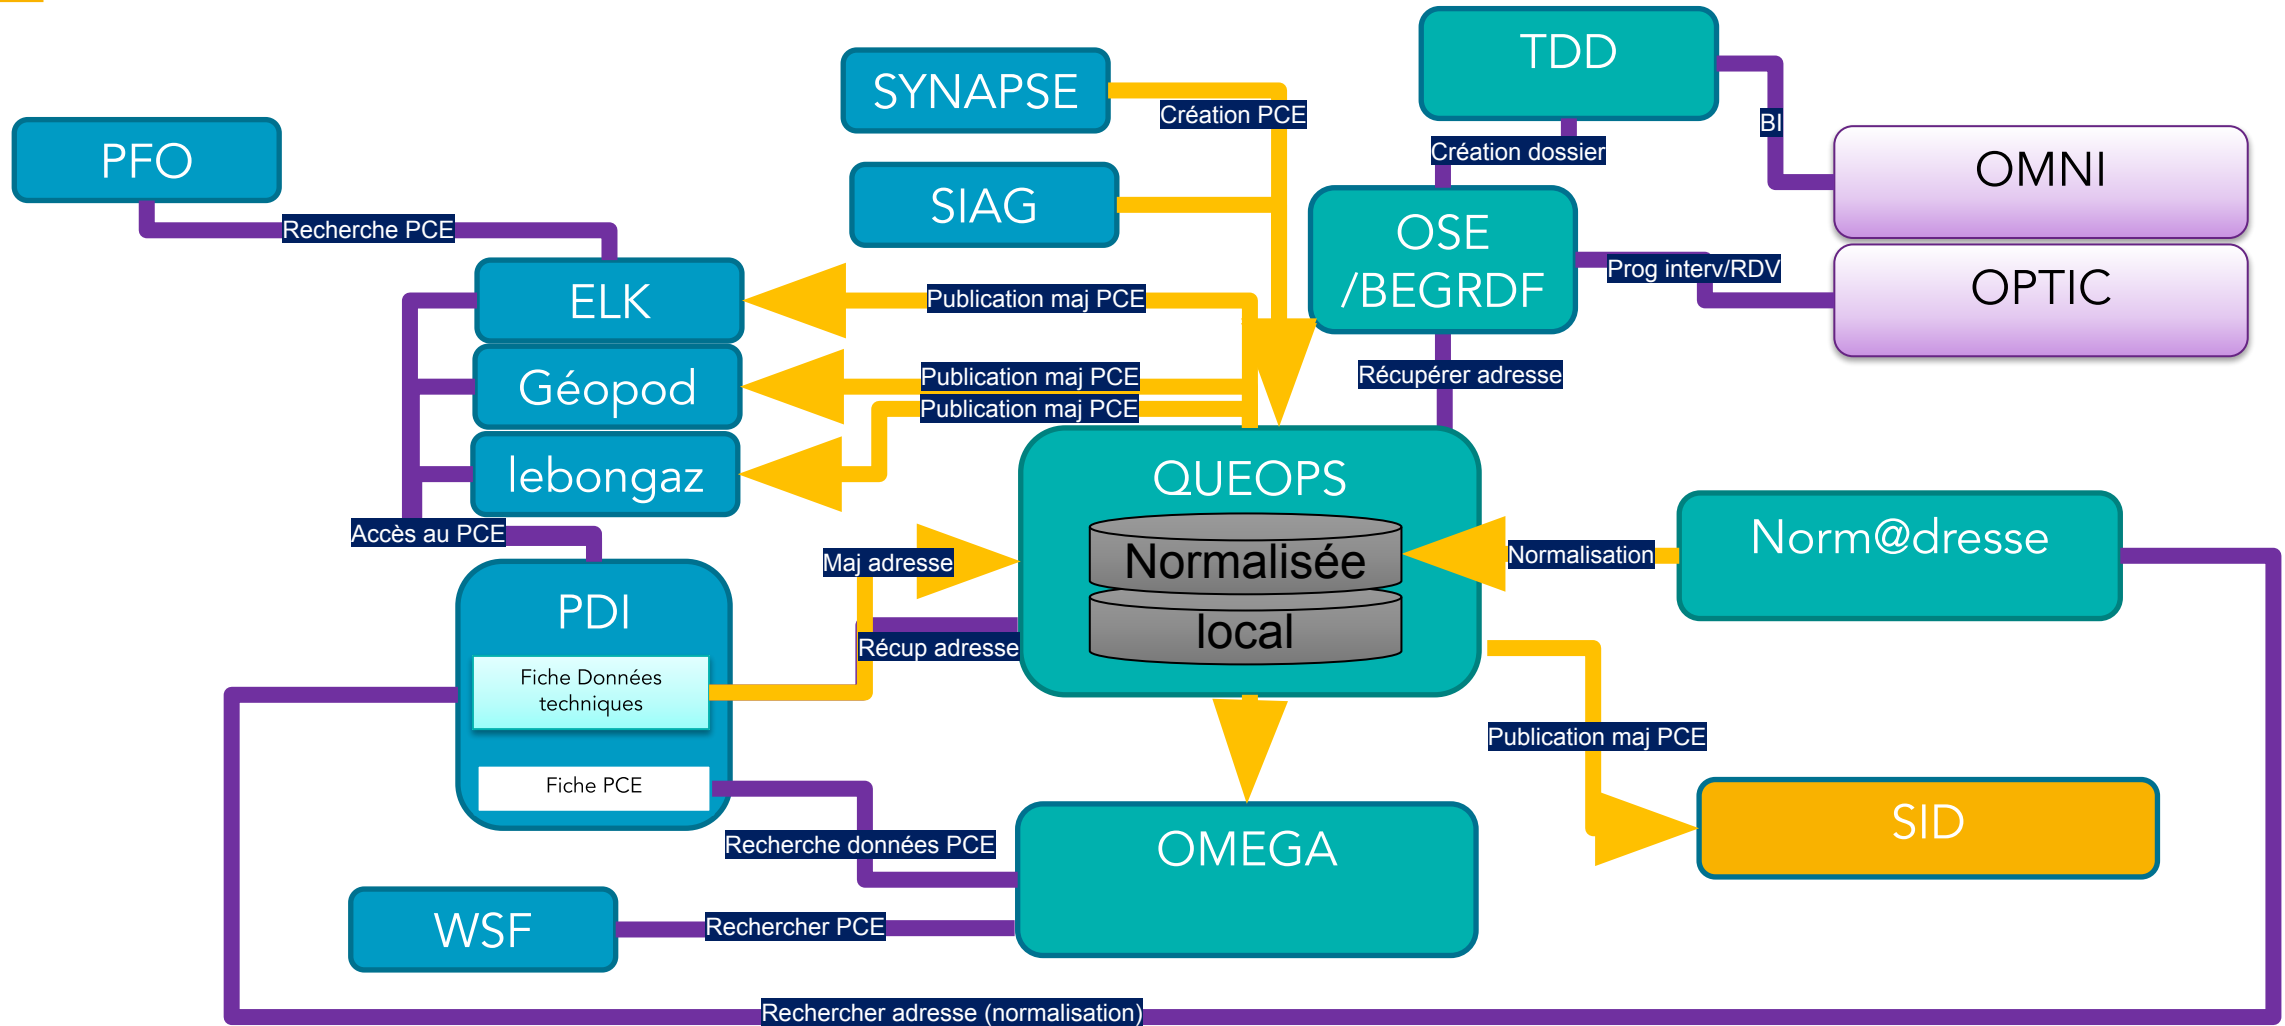 TDD
SYNAPSE
Création PCE
BI
PFO
Création dossier
OMNI
SIAG
Recherche PCE
OSE
/BEGRDF
Prog interv/RDV
OPTIC
ELK
Publication maj PCE
Géopod
Publication maj PCE
Récupérer adresse
Publication maj PCE
lebongaz
QUEOPS
Accès au PCE
Maj adresse
Normalisée
Normalisation
Norm@dresse
PDI
local
Récup adresse
Fiche Données
techniques
Publication maj PCE
Fiche PCE
SID
Recherche données PCE
OMEGA
WSF
Rechercher PCE
Rechercher adresse (normalisation)